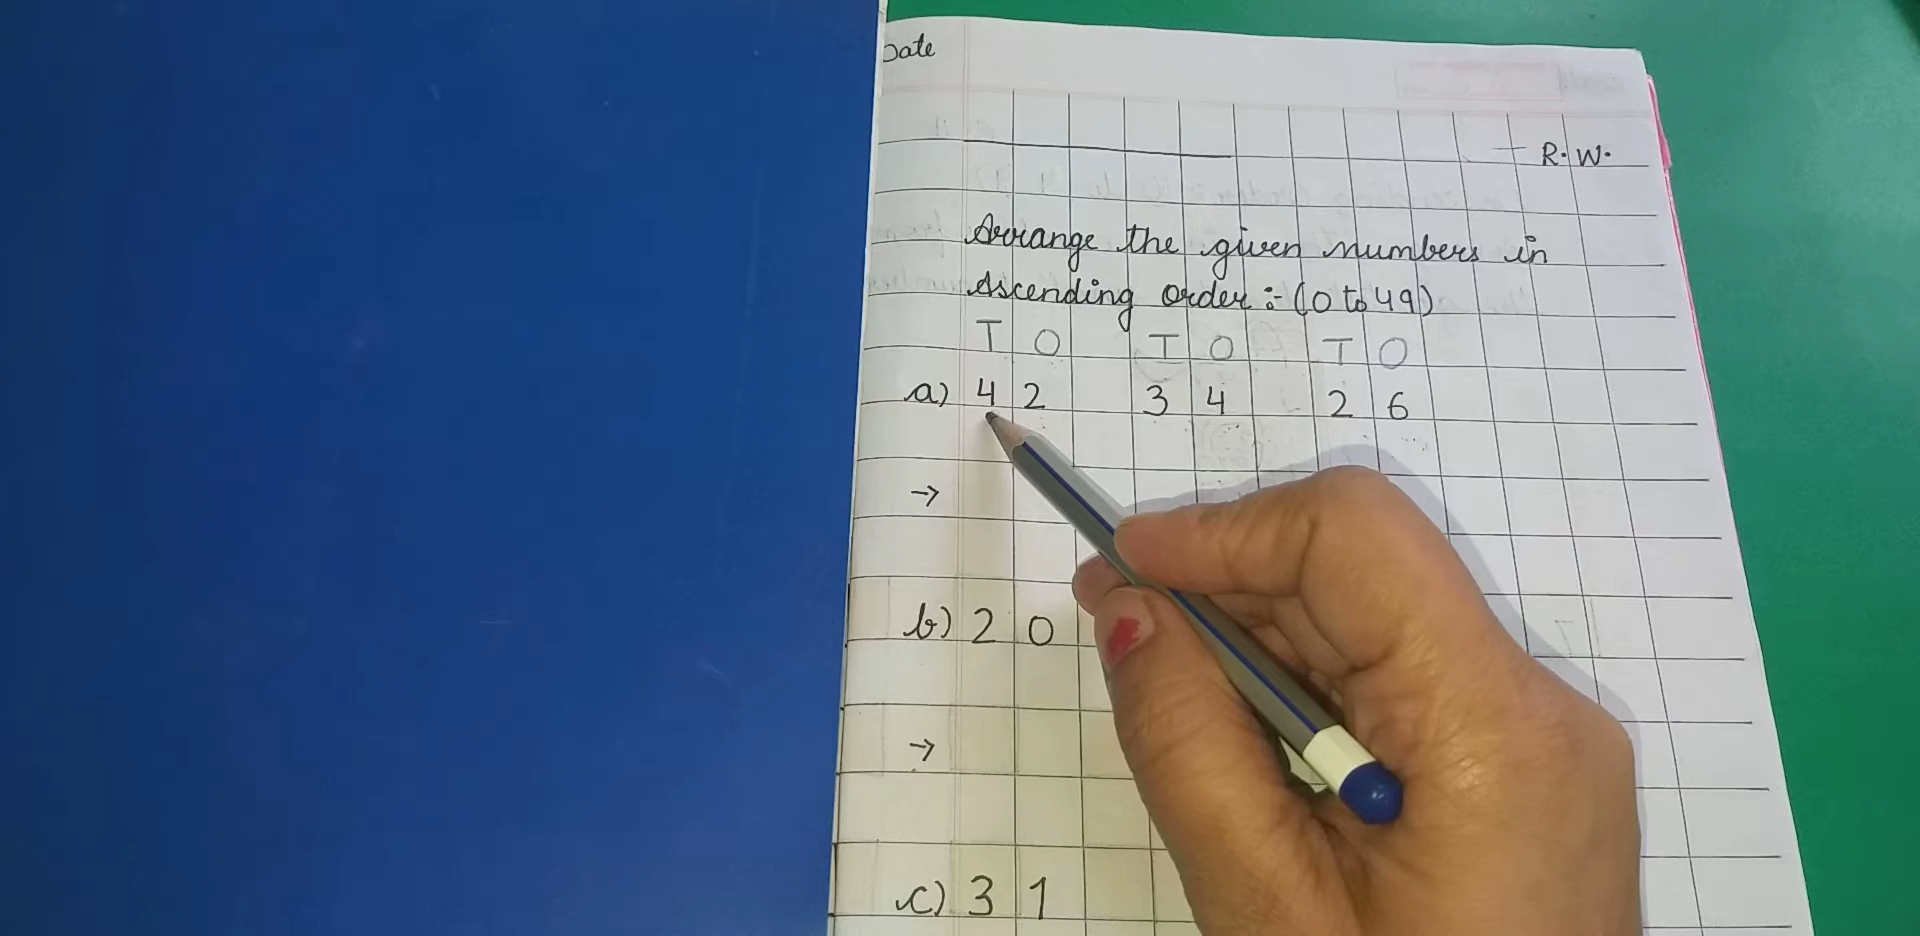 Date
R.W.
Arrange the given numbers in
Ascending order :- (0 to 49)
T O T O T O
a) 4 2 3 4 2 6
→
b) 2 0
→
c) 3 1